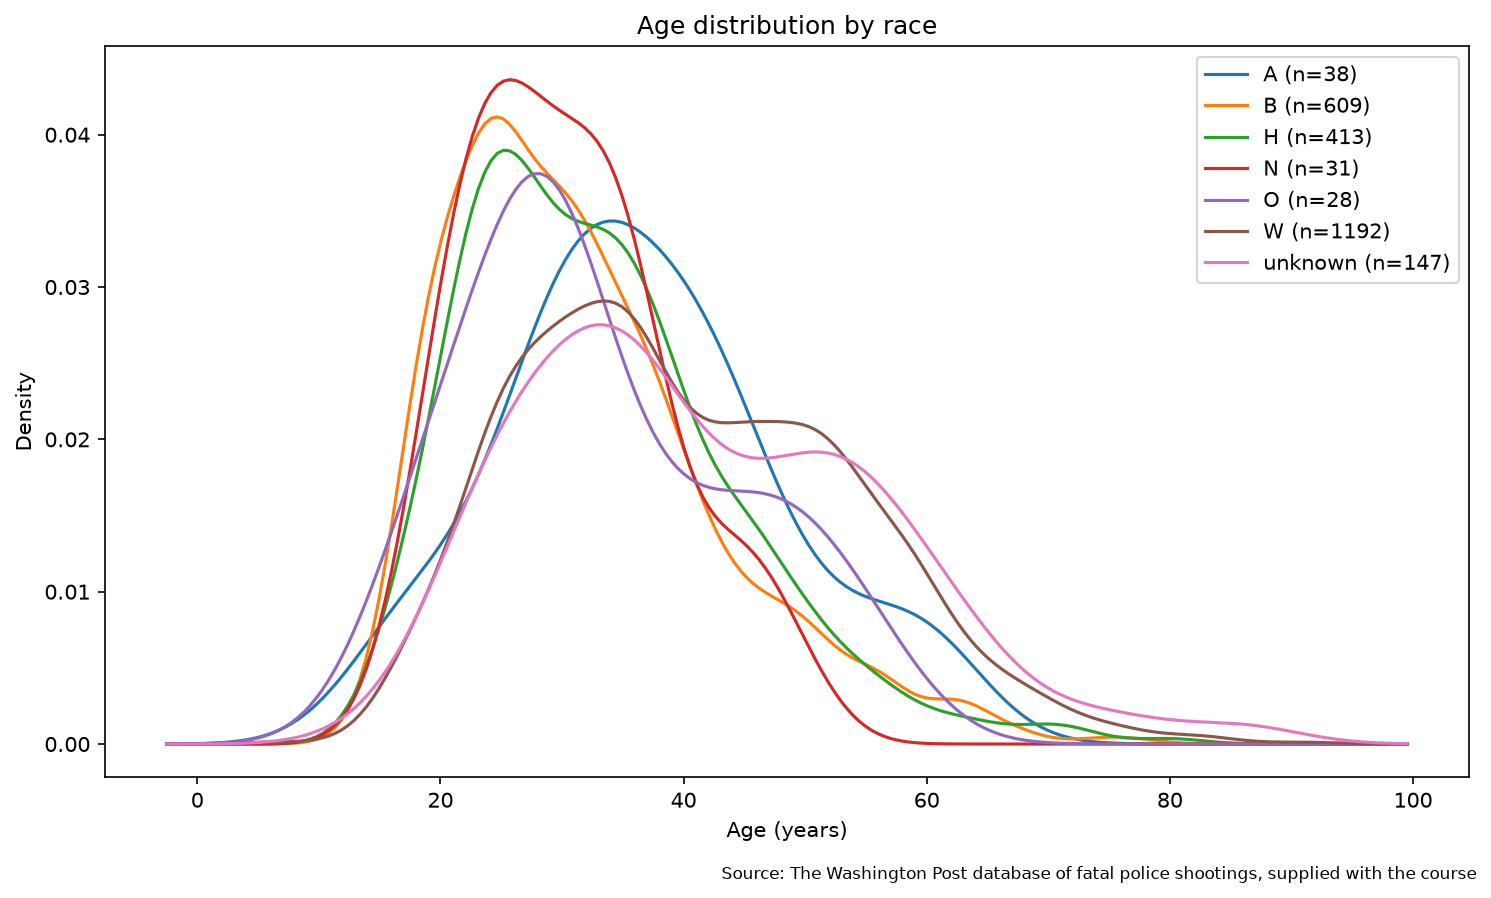 Age distribution by race
A (n=38)
B (n=609)
H (n=413)
N (n=31)
O (n=28)
W (n=1192)
unknown (n=147)
Density
0.04
0.03
0.02
0.01
0.00
0 20 40 60 80 100
Age (years)
Source: The Washington Post database of fatal police shootings, supplied with the course